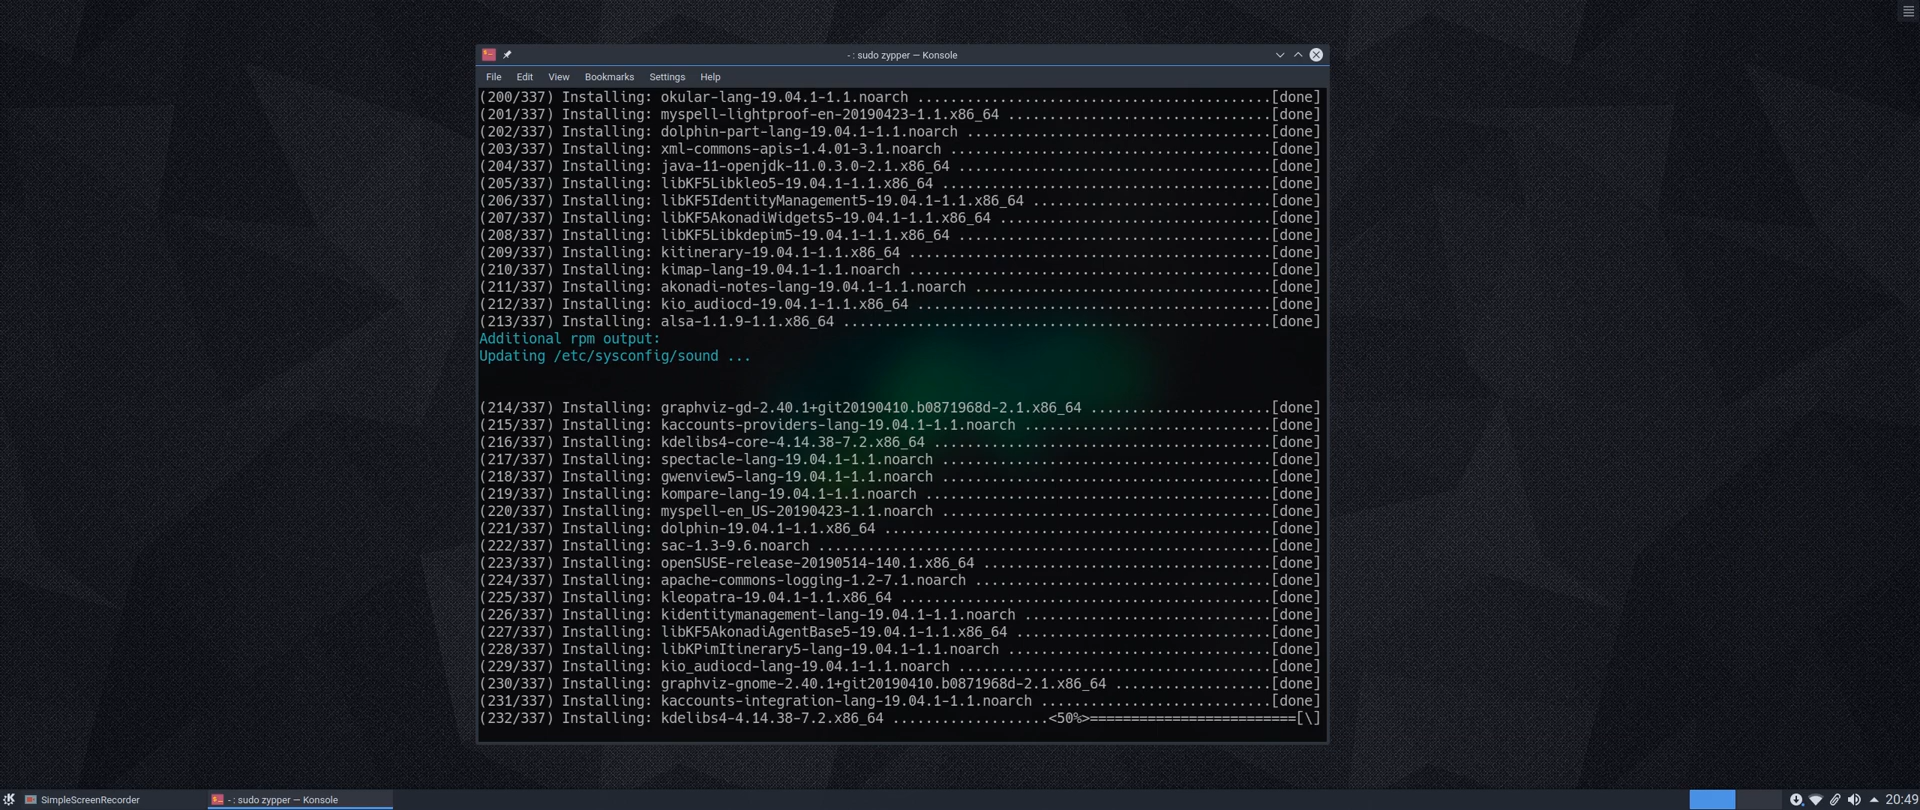 - : sudo zypper — Konsole
File Edit View Bookmarks Settings Help
(200/337) Installing: okular-lang-19.04.1-1.1.noarch ...........................................[done]
(201/337) Installing: myspell-lightproof-en-20190423-1.1.x86_64 ................................[done]
(202/337) Installing: dolphin-part-lang-19.04.1-1.1.noarch .....................................[done]
(203/337) Installing: xml-commons-apis-1.4.01-3.1.noarch .......................................[done]
(204/337) Installing: java-11-openjdk-11.0.3.0-2.1.x86_64 ......................................[done]
(205/337) Installing: libKF5Libkleo5-19.04.1-1.1.x86_64 ........................................[done]
(206/337) Installing: libKF5IdentityManagement5-19.04.1-1.1.x86_64 .............................[done]
(207/337) Installing: libKF5AkonadiWidgets5-19.04.1-1.1.x86_64 .................................[done]
(208/337) Installing: libKF5Libkdepim5-19.04.1-1.1.x86_64 ......................................[done]
(209/337) Installing: kitinerary-19.04.1-1.1.x86_64 ............................................[done]
(210/337) Installing: kimap-lang-19.04.1-1.1.noarch ............................................[done]
(211/337) Installing: akonadi-notes-lang-19.04.1-1.1.noarch ....................................[done]
(212/337) Installing: kio_audiocd-19.04.1-1.1.x86_64 ...........................................[done]
(213/337) Installing: alsa-1.1.9-1.1.x86_64 ....................................................[done]
Additional rpm output:
Updating /etc/sysconfig/sound ...
(214/337) Installing: graphviz-gd-2.40.1+git20190410.b0871968d-2.1.x86_64 ......................[done]
(215/337) Installing: kaccounts-providers-lang-19.04.1-1.1.noarch ..............................[done]
(216/337) Installing: kdelibs4-core-4.14.38-7.2.x86_64 .........................................[done]
(217/337) Installing: spectacle-lang-19.04.1-1.1.noarch ........................................[done]
(218/337) Installing: gwenview5-lang-19.04.1-1.1.noarch ........................................[done]
(219/337) Installing: kompare-lang-19.04.1-1.1.noarch ..........................................[done]
(220/337) Installing: myspell-en_US-20190423-1.1.noarch ........................................[done]
(221/337) Installing: dolphin-19.04.1-1.1.x86_64 ...............................................[done]
(222/337) Installing: sac-1.3-9.6.noarch .......................................................[done]
(223/337) Installing: openSUSE-release-20190514-140.1.x86_64 ...................................[done]
(224/337) Installing: apache-commons-logging-1.2-7.1.noarch ....................................[done]
(225/337) Installing: kleopatra-19.04.1-1.1.x86_64 .............................................[done]
(226/337) Installing: kidentitymanagement-lang-19.04.1-1.1.noarch ..............................[done]
(227/337) Installing: libKF5AkonadiAgentBase5-19.04.1-1.1.x86_64 ...............................[done]
(228/337) Installing: libKPimItinerary5-lang-19.04.1-1.1.noarch ................................[done]
(229/337) Installing: kio_audiocd-lang-19.04.1-1.1.noarch ......................................[done]
(230/337) Installing: graphviz-gnome-2.40.1+git20190410.b0871968d-2.1.x86_64 ...................[done]
(231/337) Installing: kaccounts-integration-lang-19.04.1-1.1.noarch ............................[done]
(232/337) Installing: kdelibs4-4.14.38-7.2.x86_64 ...................<50%>=========================[\]
SimpleScreenRecorder - : sudo zypper — Konsole 20:49